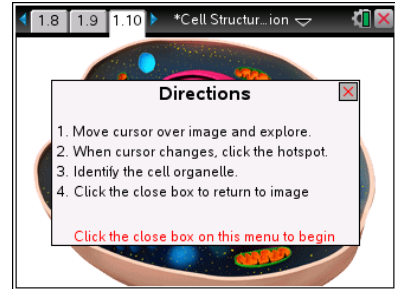 1.8 1.9 1.10 *Cell Structur...ion
Directions
1. Move cursor over image and explore.
2. When cursor changes, click the hotspot.
3. Identify the cell organelle.
4. Click the close box to return to image
Click the close box on this menu to begin